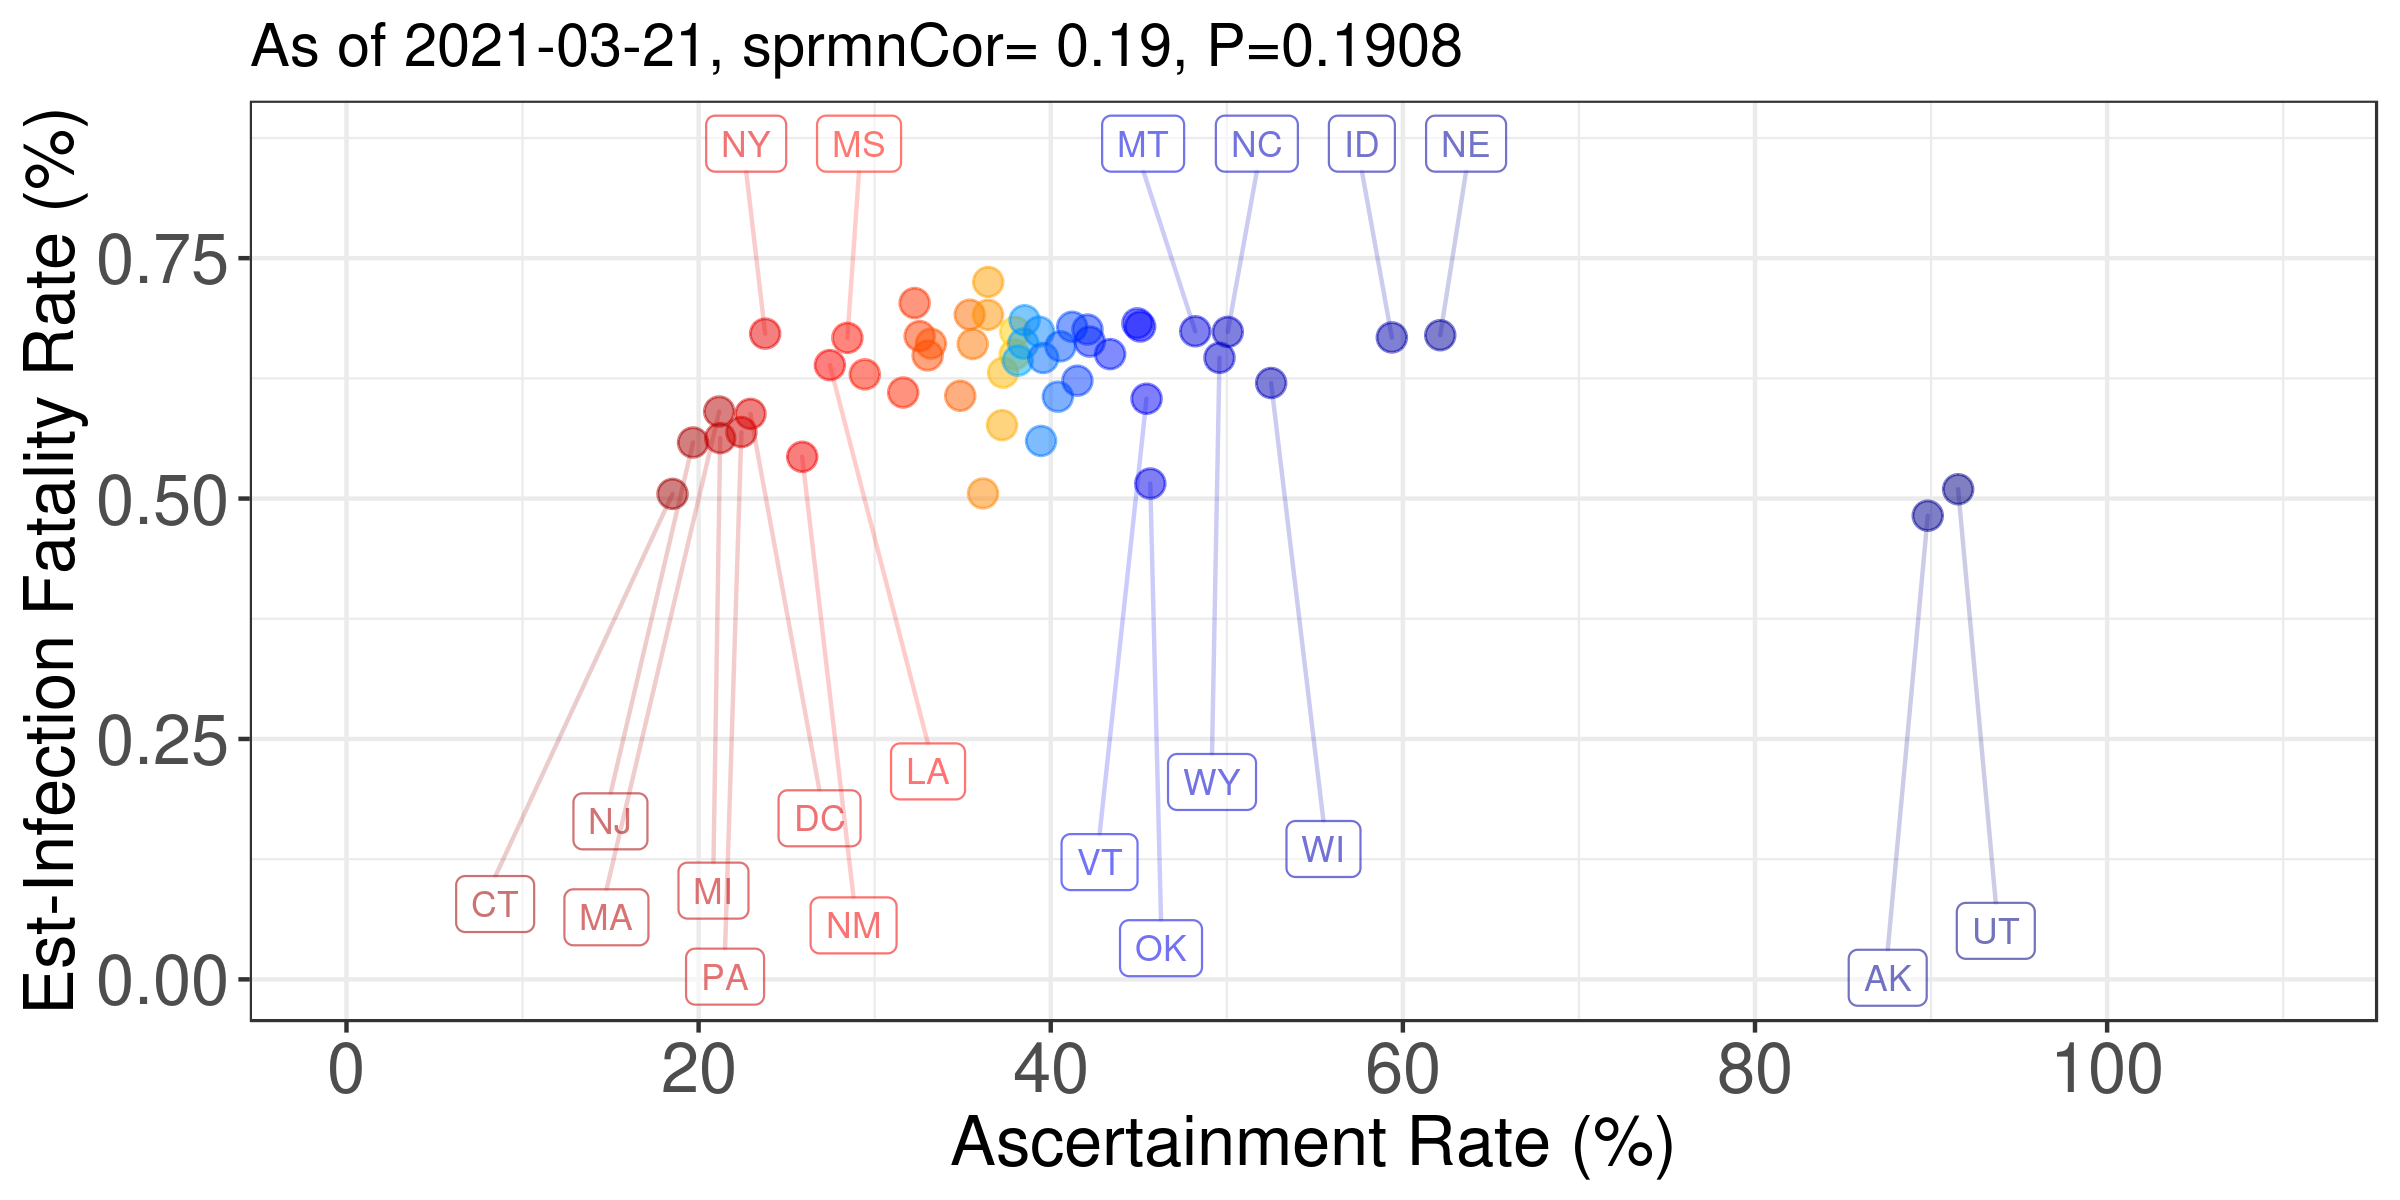 As of 2021-03-21, sprmnCor= 0.19, P=0.1908
Est-Infection Fatality Rate (%)
0.75
0.50
0.25
0.00
NY
MS
MT
NC
ID
NE
LA
WY
NJ
DC
VT
WI
CT
MA
MI
NM
OK
UT
PA
AK
0
20
40
60
80
100
Ascertainment Rate (%)